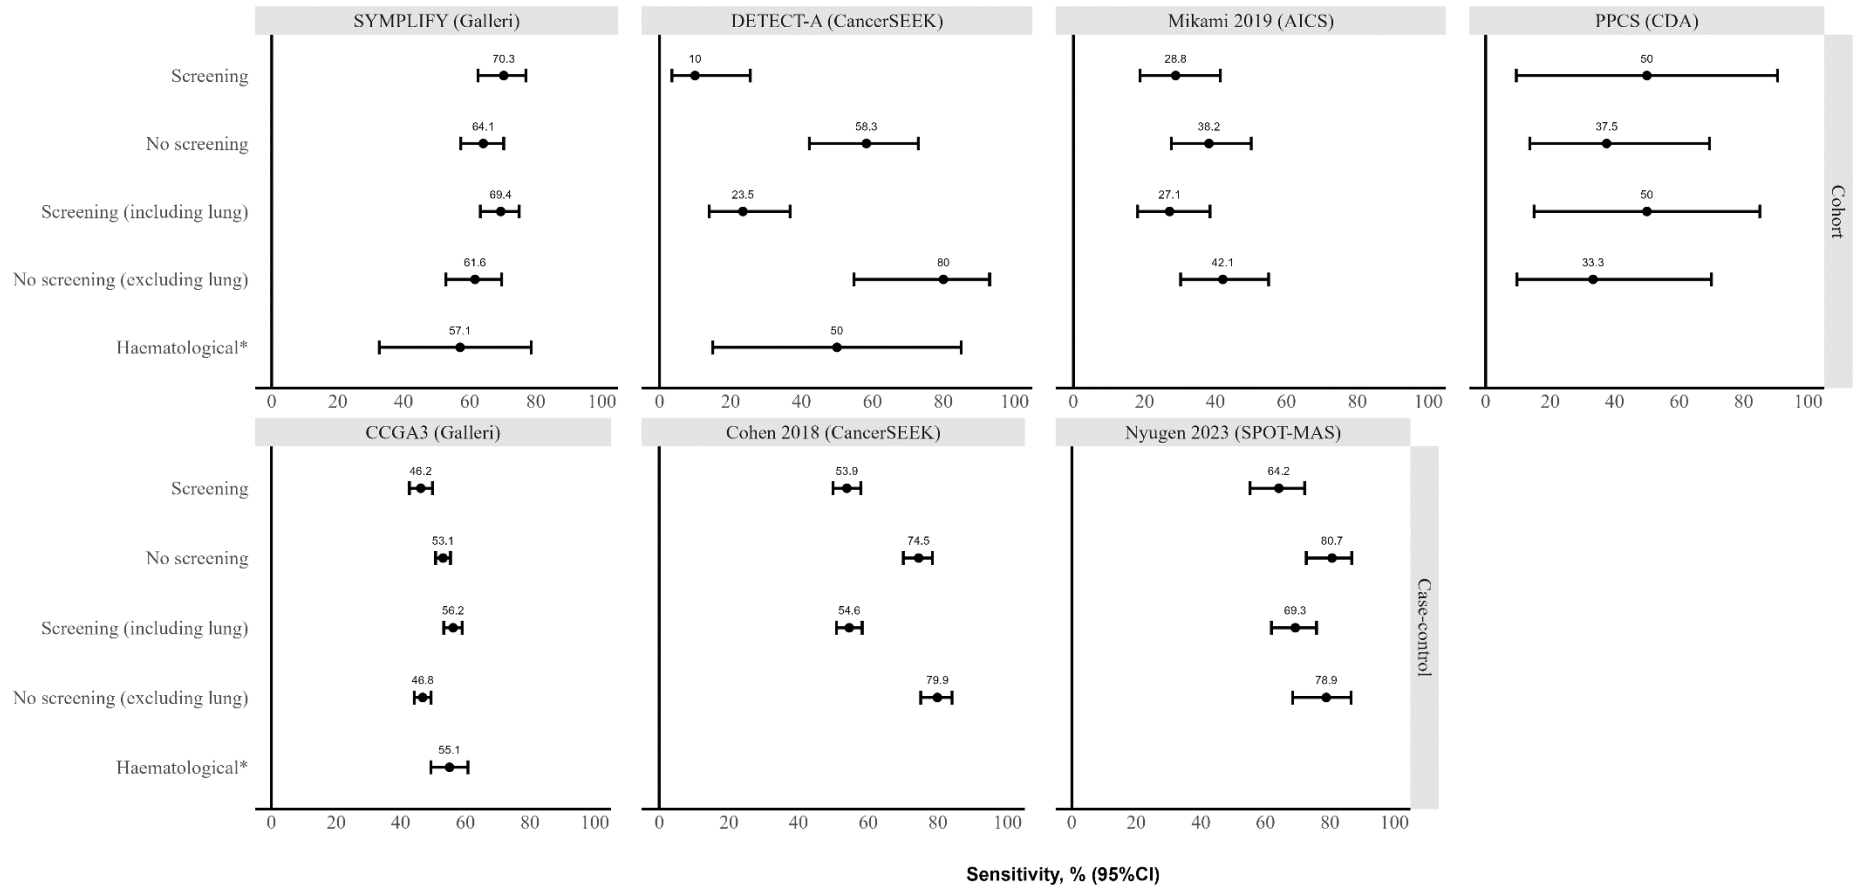 SYMPLIFY (Galleri) DETECT-A (CancerSEEK) Mikami 2019 (AICS) PPCS (CDA)
Screening 70.3 10 28.8 50
No screening 64.1 58.3 38.2 37.5
Screening (including lung) 69.4 23.5 27.1 50
No screening (excluding lung) 61.6 80 42.1 33.3
Haematological* 57.1 50
Cohort
0 20 40 60 80 100 0 20 40 60 80 100 0 20 40 60 80 100 0 20 40 60 80 100
CCGA3 (Galleri) Cohen 2018 (CancerSEEK) Nyugen 2023 (SPOT-MAS)
Screening 46.2 53.9 64.2
No screening 53.1 74.5 80.7
Screening (including lung) 56.2 54.6 69.3
No screening (excluding lung) 46.8 79.9 78.9
Haematological* 55.1
Case-control
0 20 40 60 80 100 0 20 40 60 80 100 0 20 40 60 80 100
Sensitivity, % (95%CI)